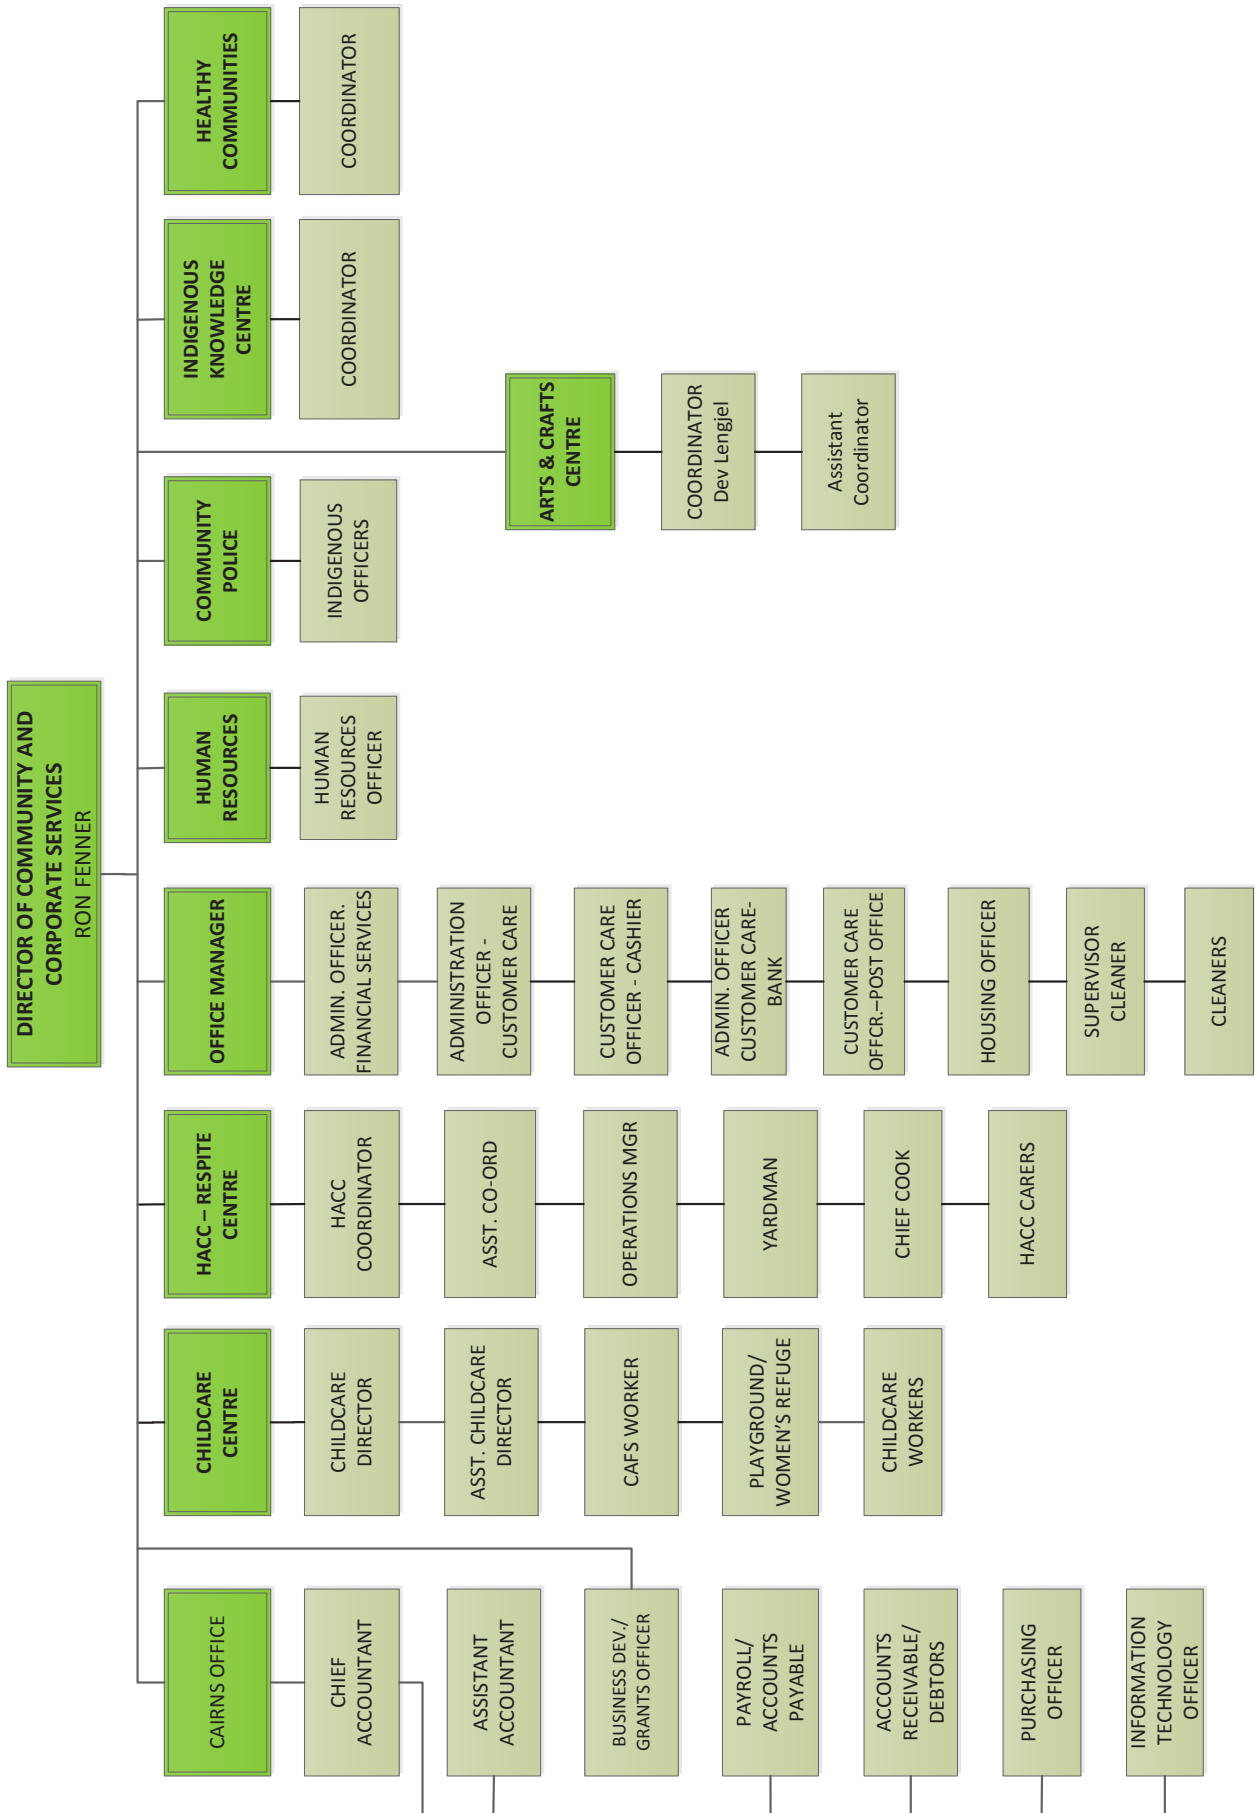 DIRECTOR OF COMMUNITY AND
CORPORATE SERVICES
RON FENNER
CAIRNS OFFICE
CHIEF
ACCOUNTANT
ASSISTANT
ACCOUNTANT
BUSINESS DEV./
GRANTS OFFICER
PAYROLL/
ACCOUNTS
PAYABLE
ACCOUNTS
RECEIVABLE/
DEBTORS
PURCHASING
OFFICER
INFORMATION
TECHNOLOGY
OFFICER
CHILDCARE
CENTRE
CHILDCARE
DIRECTOR
ASST. CHILDCARE
DIRECTOR
CAFS WORKER
PLAYGROUND/
WOMEN'S REFUGE
CHILDCARE
WORKERS
HACC – RESPITE
CENTRE
HACC
COORDINATOR
ASST. CO-ORD
OPERATIONS MGR
YARDMAN
CHIEF COOK
HACC CARERS
OFFICE MANAGER
ADMIN. OFFICER.
FINANCIAL SERVICES
ADMINISTRATION
OFFICER -
CUSTOMER CARE
CUSTOMER CARE
OFFICER - CASHIER
ADMIN. OFFICER
CUSTOMER CARE-
BANK
CUSTOMER CARE
OFFCR.–POST OFFICE
HOUSING OFFICER
SUPERVISOR
CLEANER
CLEANERS
HUMAN
RESOURCES
HUMAN
RESOURCES
OFFICER
COMMUNITY
POLICE
INDIGENOUS
OFFICERS
ARTS & CRAFTS
CENTRE
COORDINATOR
Dev Lengjel
Assistant
Coordinator
INDIGENOUS
KNOWLEDGE
CENTRE
COORDINATOR
HEALTHY
COMMUNITIES
COORDINATOR